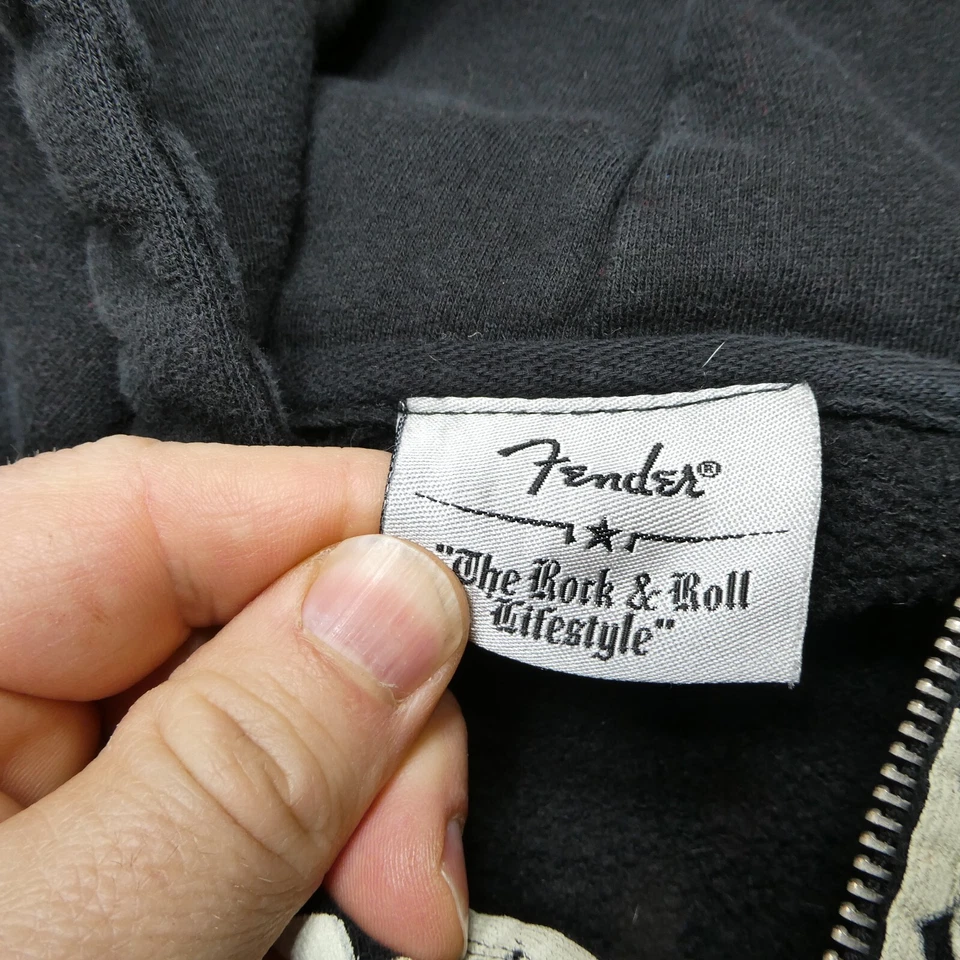 Fender®
"The Rock & Roll
Lifestyle"